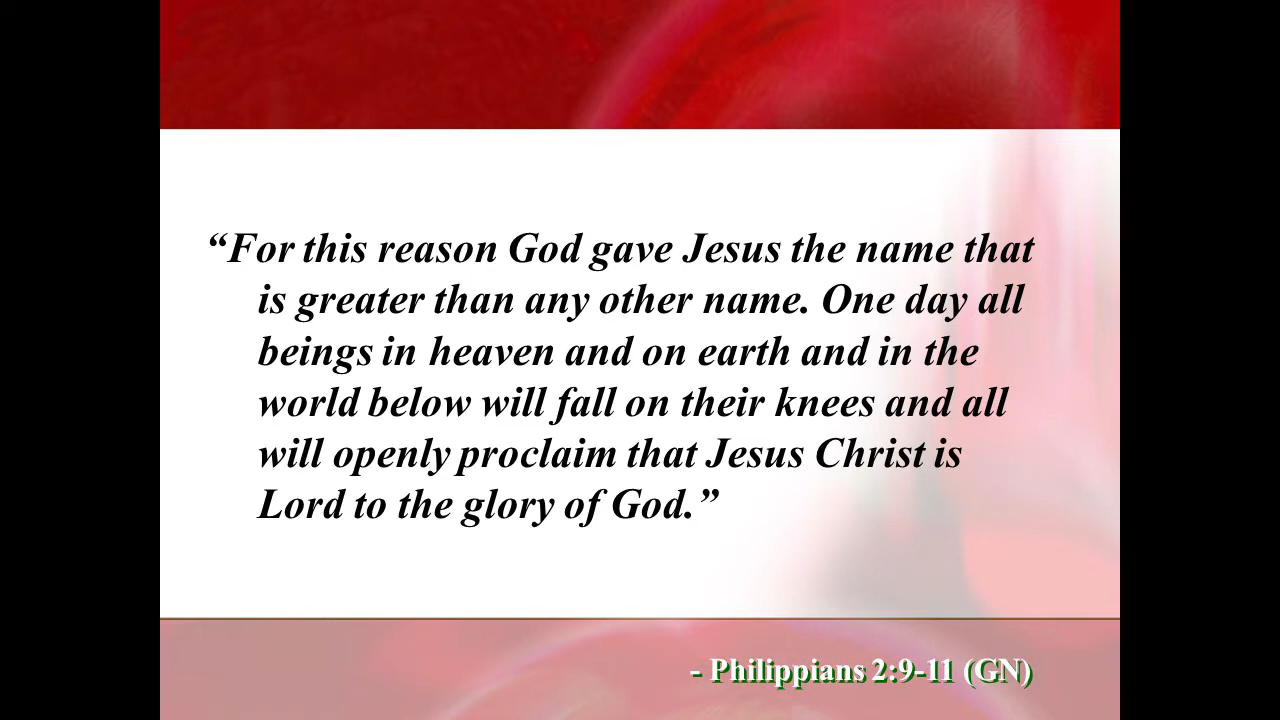 “For this reason God gave Jesus the name that
is greater than any other name. One day all
beings in heaven and on earth and in the
world below will fall on their knees and all
will openly proclaim that Jesus Christ is
Lord to the glory of God.”
- Philippians 2:9-11 (GN)